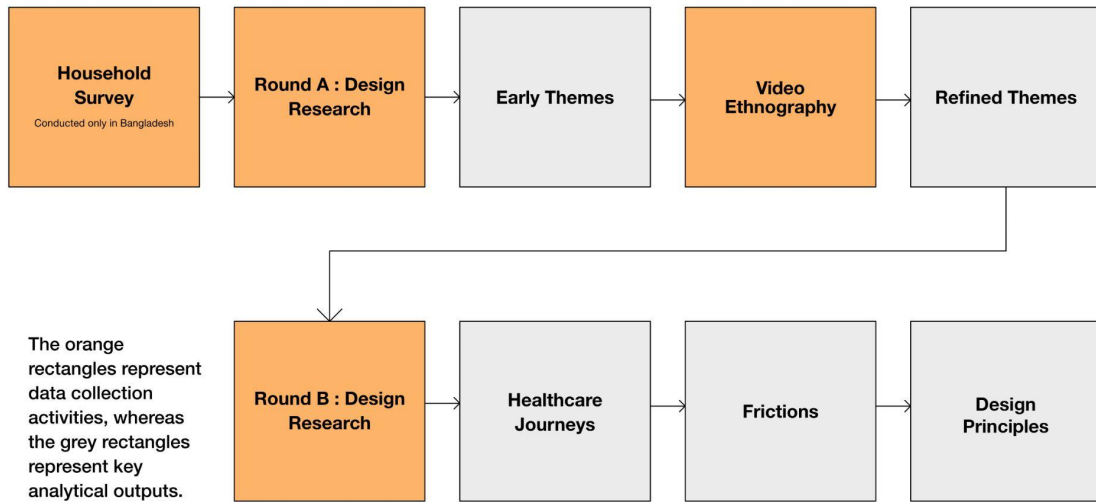 Household
Survey
Conducted only in Bangladesh
Round A : Design
Research
Early Themes
Video
Ethnography
Refined Themes
The orange
rectangles represent
data collection
activities, whereas
the grey rectangles
represent key
analytical outputs.
Round B : Design
Research
Healthcare
Journeys
Frictions
Design
Principles